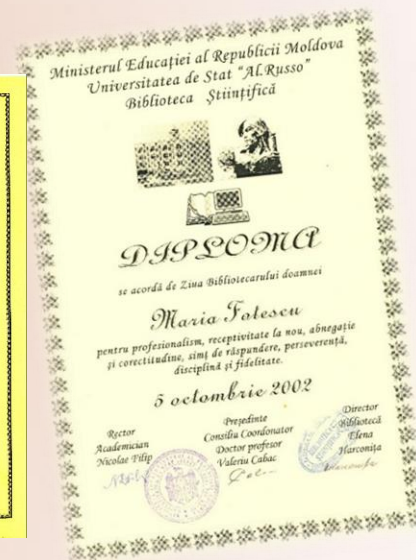 Ministerul Educației al Republicii Moldova
Universitatea de Stat "Al.Russo"
Biblioteca Științifică
DIPLOMA
se acordă de Ziua Bibliotecarului doamnei
Maria Fotescu
pentru profesionalism, receptivitate la nou, abnegație
și corectitudine, simț de răspundere, perseverență,
disciplină și fidelitate.
5 octombrie 2002
Rector
Academician
Nicolae Filip
Președinte
Consiliu Coordonator
Doctor profesor
Valeriu Cabac
Director
Bibliotecă
Elena
Harconița